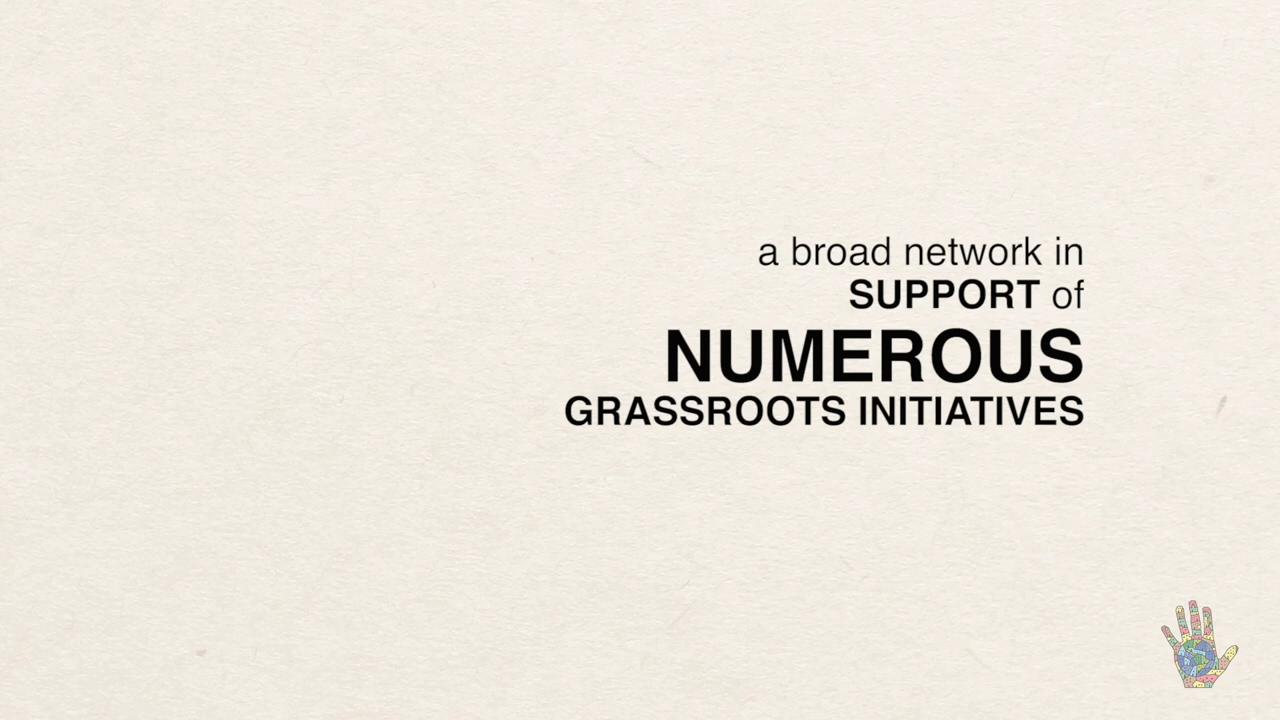 a broad network in
SUPPORT of
NUMEROUS
GRASSROOTS INITIATIVES